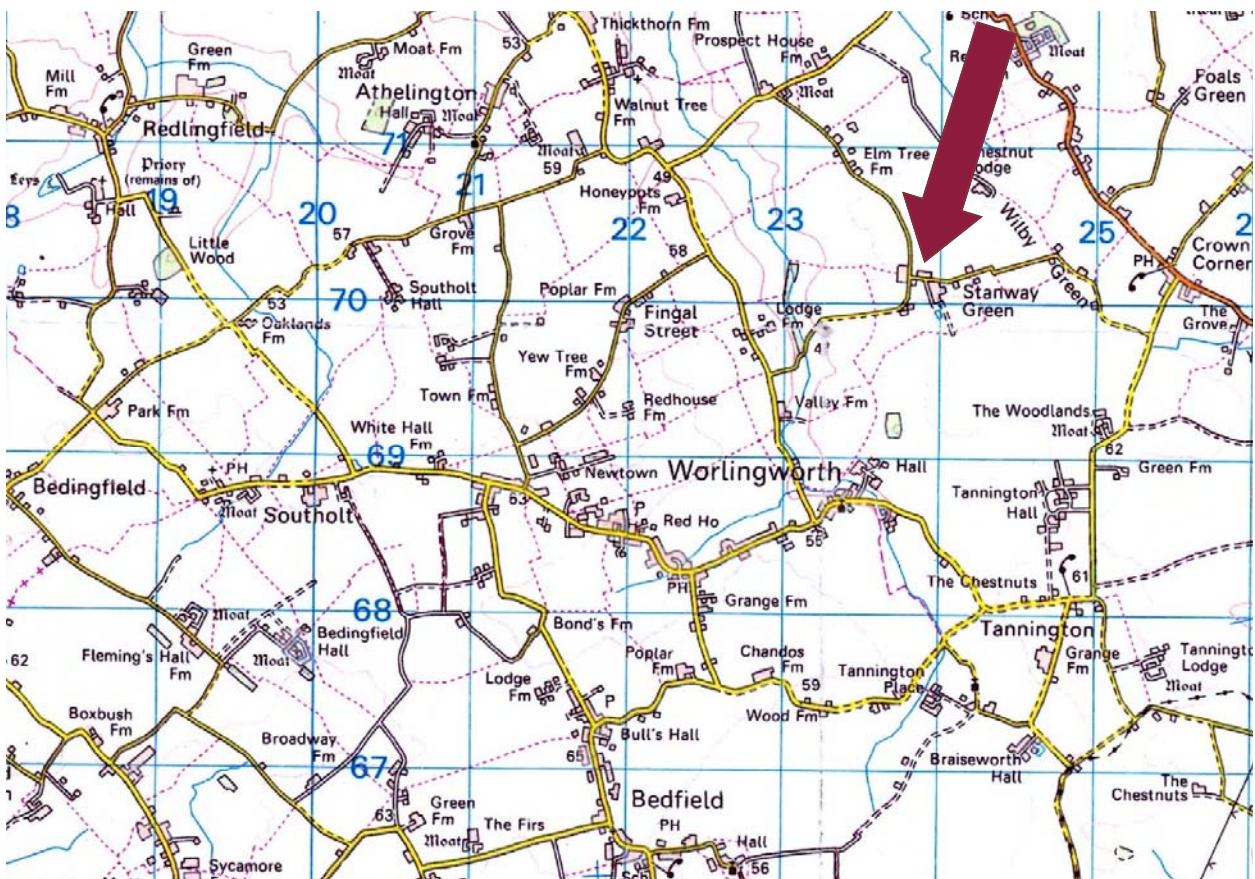 Sch
Thickthorn Fm
53
Moat Fm
Moat
Green
Fm
Mill
Fm
Prospect House
Fm
Moat
Moat
Foals
Green
Athelington
Hall
Moat
Walnut Tree
Fm
Redlingfield
71
Moat
59
Elm Tree
Fm
Priory
(remains of)
Leys
Hall
19
20
21
49
Honeypots
Fm
22
23
Wilby
Green
25
Crown
Corner
PH
Little
Wood
57
Grove
Fm
58
Southolt
Hall
70
53
Oaklands
Fm
Poplar Fm
Fingal
Street
Lodge
Fm
Stanway
Green
The
Grove
Yew Tree
Fm
Town Fm
Redhouse
Fm
Valley Fm
Park Fm
The Woodlands
Moat
62
White Hall
Fm
69
PH
Bedingfield
Moat
Southolt
Newtown
63
Worlingworth
Hall
Green Fm
Tannington
Hall
P
Red Ho
55
PH
The Chestnuts
61
Grange Fm
68
Moat
Bedingfield
Hall
Moat
Fleming's Hall
Fm
62
Bond's Fm
Tannington
Grange
Fm
Lodge
Moat
Poplar
Fm
Chandos
Fm
59
Tannington
Place
Wood Fm
Lodge
Fm
P
Bull's Hall
65
Boxbush
Fm
Broadway
Fm
67
Braiseworth
Hall
The
Chestnuts
63
Green
Fm
Moat
The Firs
Bedfield
PH
Hall
56
Sycamore